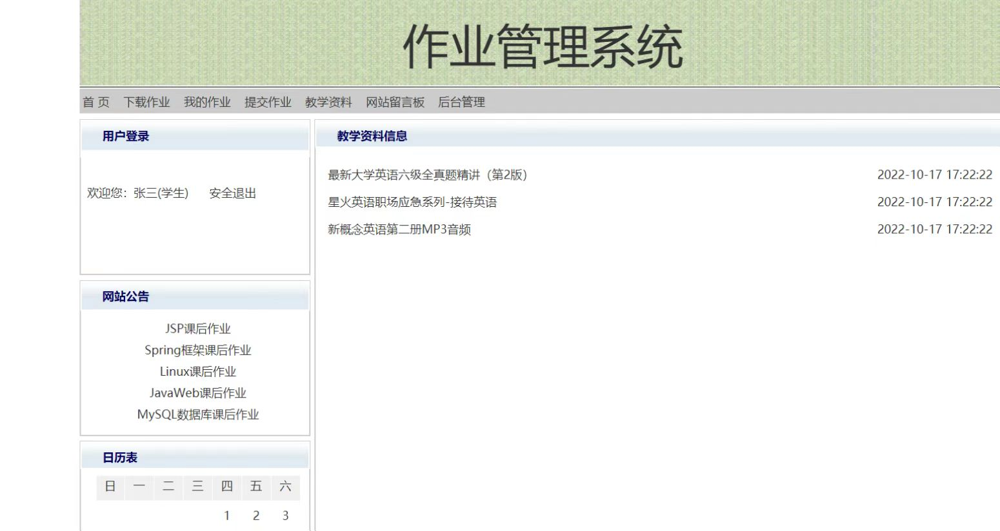 作业管理系统
首 页 下载作业 我的作业 提交作业 教学资料 网站留言板 后台管理
用户登录
欢迎您：张三(学生) 安全退出
网站公告
JSP课后作业
Spring框架课后作业
Linux课后作业
JavaWeb课后作业
MySQL数据库课后作业
日历表
日 一 二 三 四 五 六
1 2 3
教学资料信息
最新大学英语六级全真题精讲（第2版） 2022-10-17 17:22:22
星火英语职场应急系列-接待英语 2022-10-17 17:22:22
新概念英语第二册MP3音频 2022-10-17 17:22:22